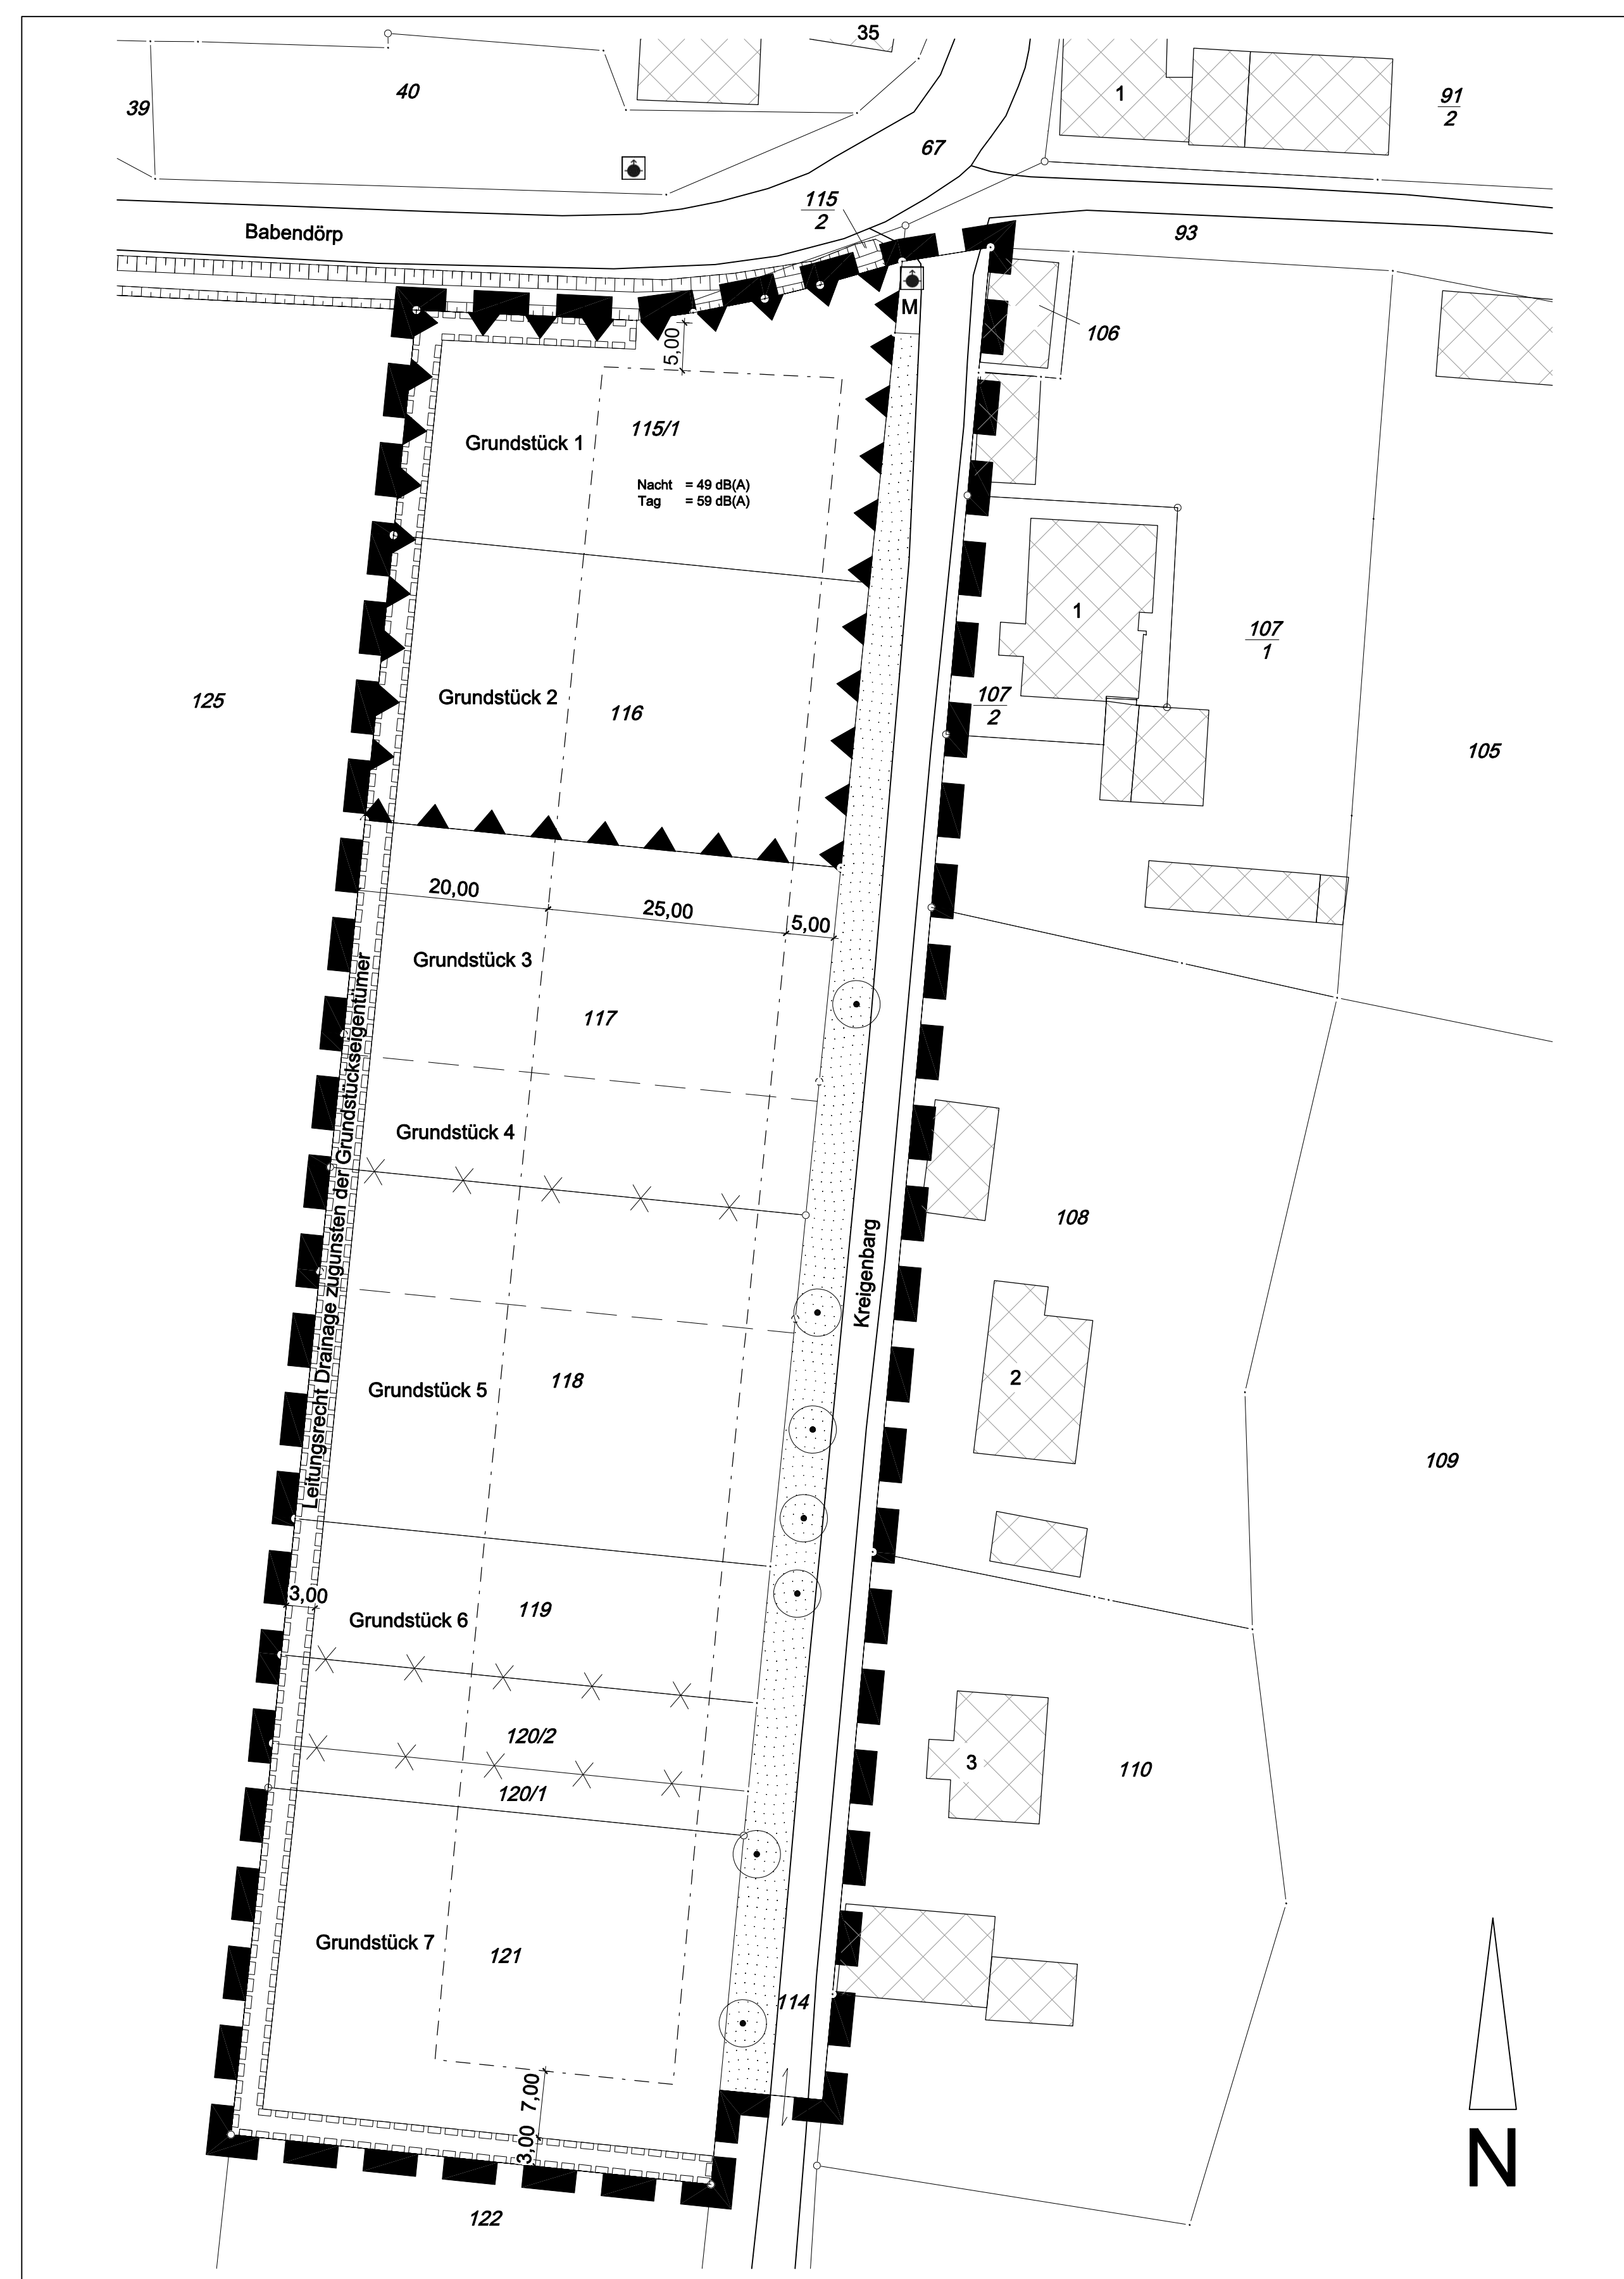 35
40
39
1
91
2
67
115
2
Babendörp
93
M
106
5,00
115/1
Grundstück 1
Nacht = 49 dB(A)
Tag = 59 dB(A)
1
107
1
125
Grundstück 2
116
107
2
105
20,00
25,00
5,00
Grundstück 3
117
Leitungsrecht Drainage zugunsten der Grundstückseigentümer
Grundstück 4
108
Kreigenbarg
118
Grundstück 5
2
109
3,00
119
Grundstück 6
120/2
3
110
120/1
Grundstück 7
121
114
7,00
3,00
N
122